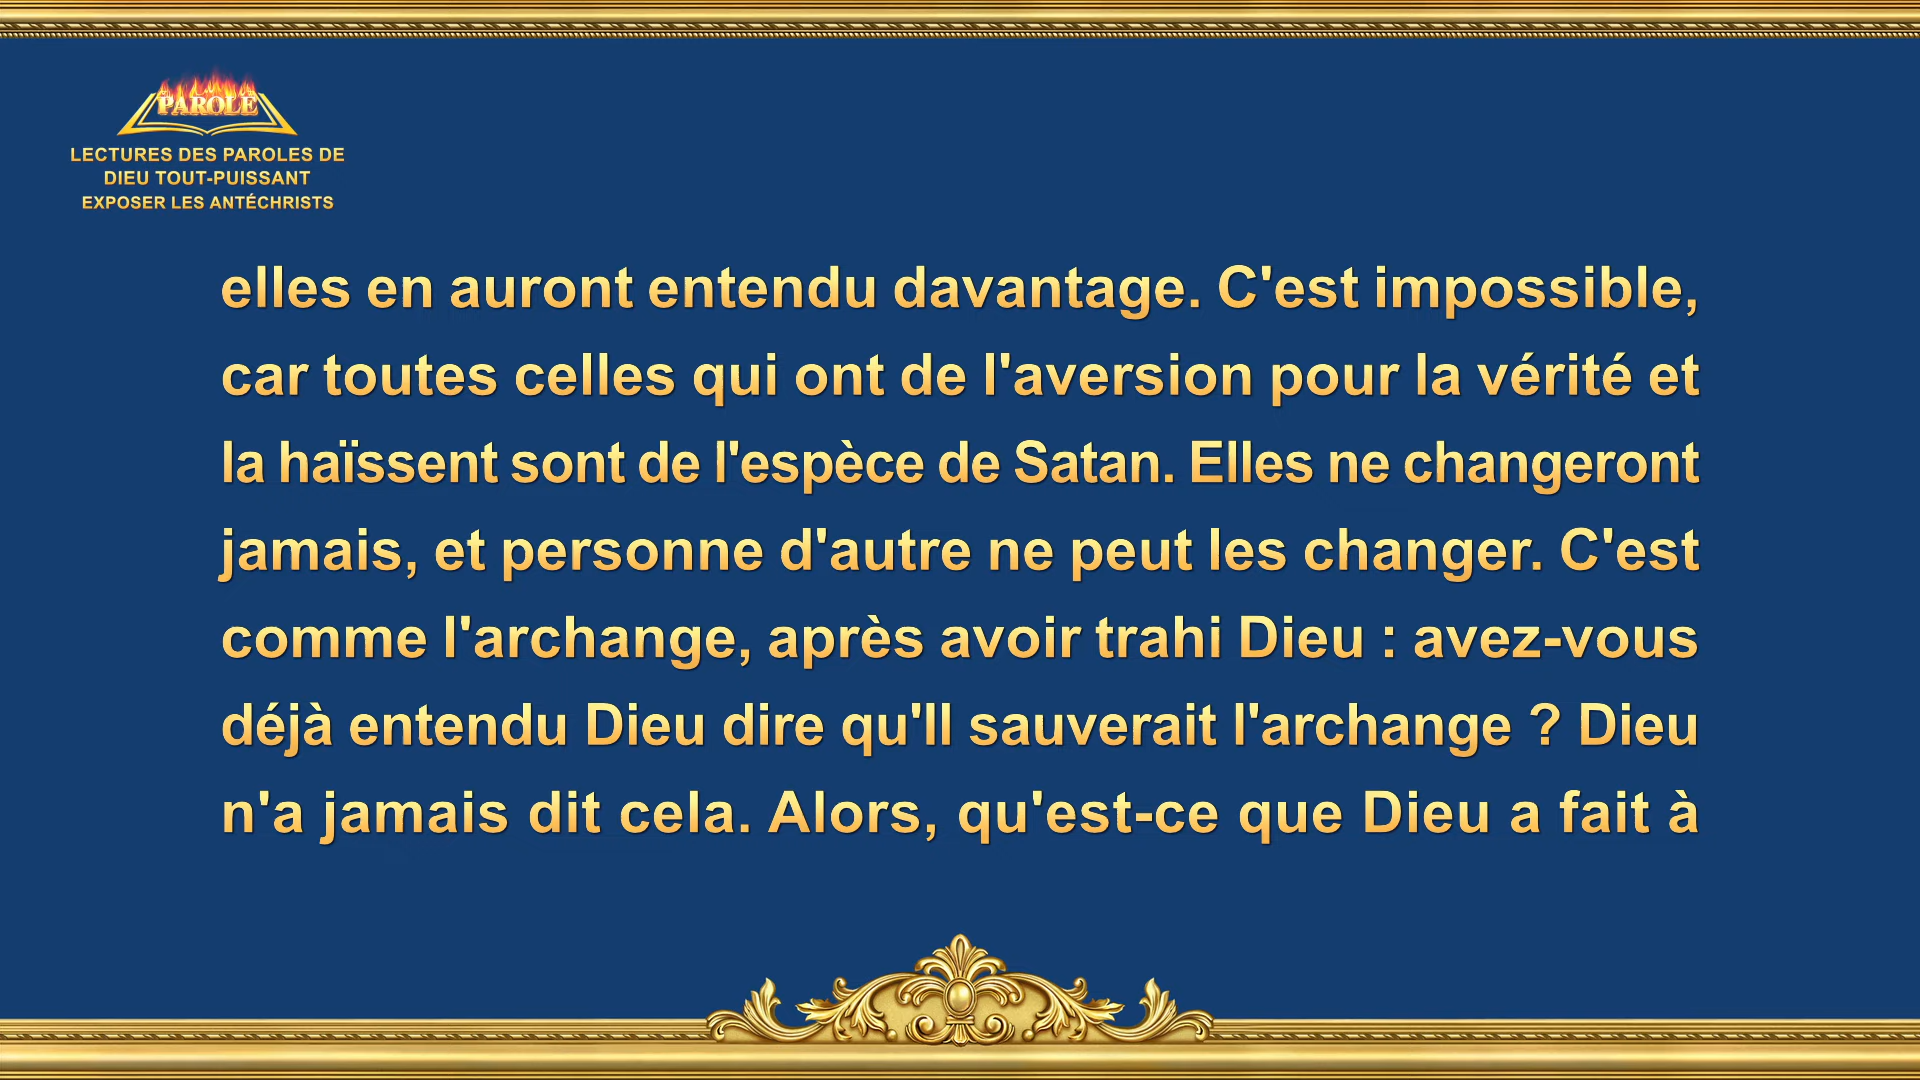 PAROLE
LECTURES DES PAROLES DE
DIEU TOUT-PUISSANT
EXPOSER LES ANTÉCHRISTS
elles en auront entendu davantage. C'est impossible,
car toutes celles qui ont de l'aversion pour la vérité et
la haïssent sont de l'espèce de Satan. Elles ne changeront
jamais, et personne d'autre ne peut les changer. C'est
comme l'archange, après avoir trahi Dieu : avez-vous
déjà entendu Dieu dire qu'Il sauverait l'archange ? Dieu
n'a jamais dit cela. Alors, qu'est-ce que Dieu a fait à